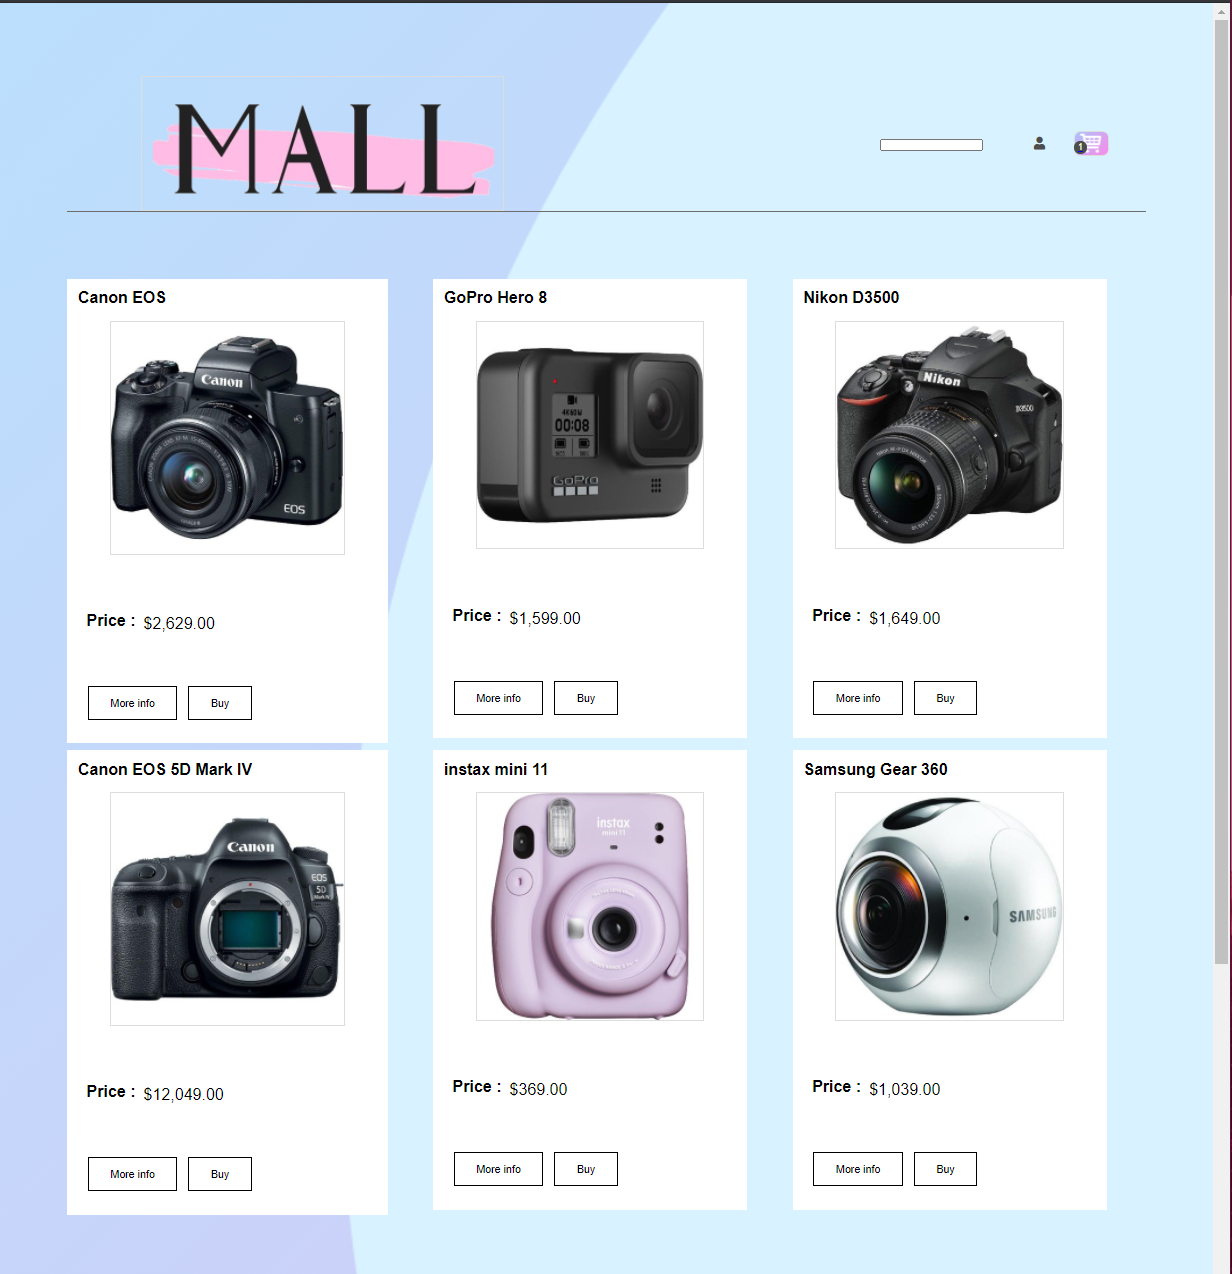 MALL
1
Canon EOS
GoPro Hero 8
Nikon D3500
Canon
EOS
4K60 W
00:08
GoPro
Nikon
D3500
Price : $2,629.00
Price : $1,599.00
Price : $1,649.00
More info
Buy
More info
Buy
More info
Buy
Canon EOS 5D Mark IV
instax mini 11
Samsung Gear 360
Canon
EOS
5D
Mark IV
instax
mini 11
SAMSUNG
Price : $12,049.00
Price : $369.00
Price : $1,039.00
More info
Buy
More info
Buy
More info
Buy